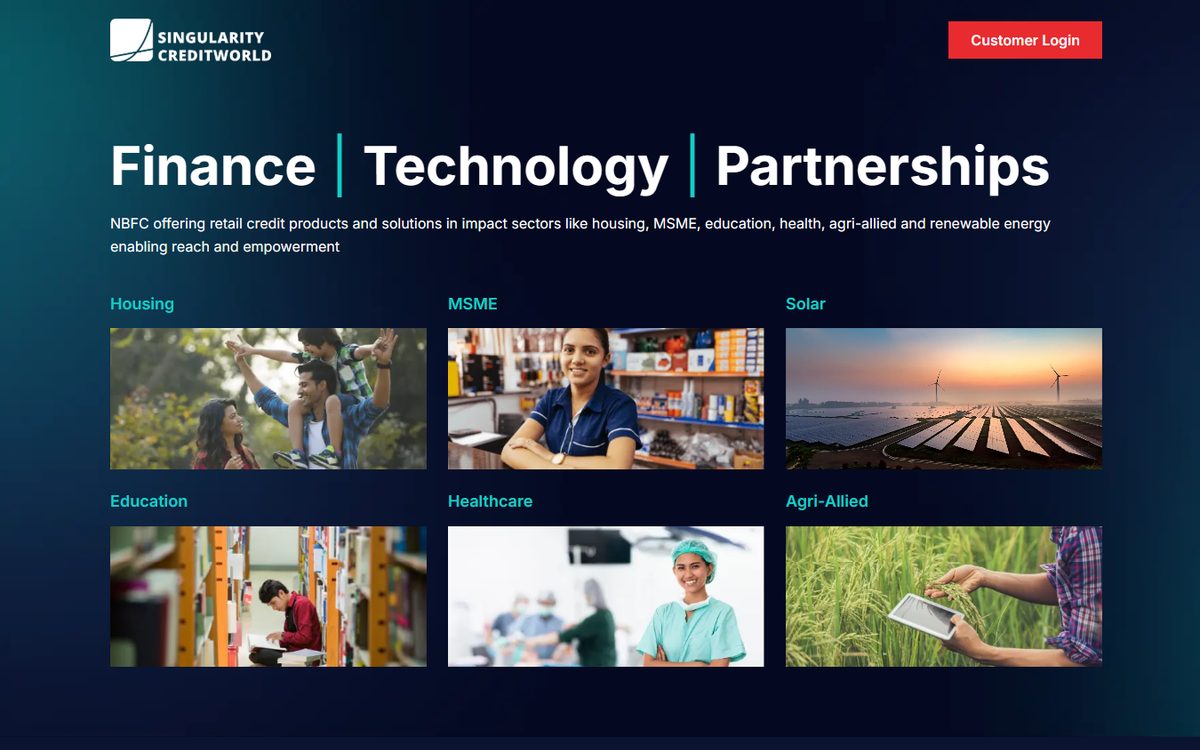 SINGULARITY
CREDITWORLD
Customer Login
Finance | Technology | Partnerships
NBFC offering retail credit products and solutions in impact sectors like housing, MSME, education, health, agri-allied and renewable energy
enabling reach and empowerment
Housing
MSME
Solar
Education
Healthcare
Agri-Allied